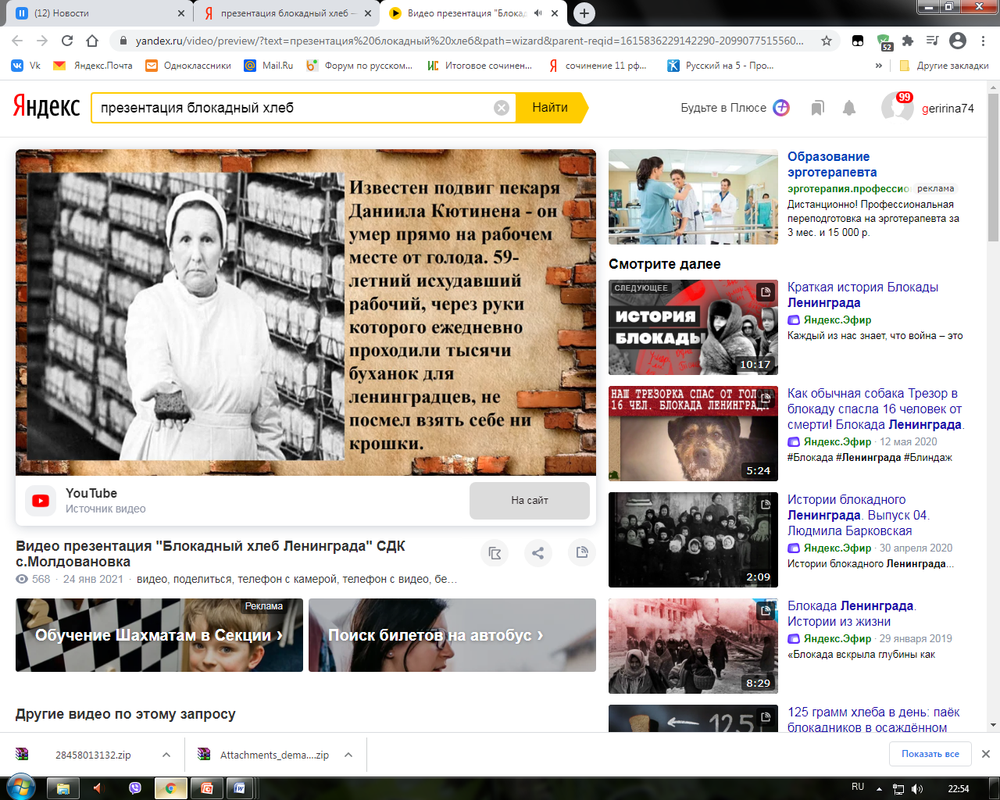 (12) Новости
презентация блокадный хлеб —
Видео презентация "Блокад
yandex.ru/video/preview/?text=презентация%20блокадный%20хлеб&path=wizard&parent-reqid=1615836229142290-2099077515560...
52
Vk
Яндекс.Почта
Одноклассники
Mail.Ru
Форум по русском...
Итоговое сочинен...
сочинение 11 рф...
Русский на 5 - Про...
»
Другие закладки
Яндекс
презентация блокадный хлеб
Найти
Будьте в Плюсе
99
geririna74
Известен подвиг пекаря
Даниила Кютинена - он
умер прямо на рабочем
месте от голода. 59-
летний исхудавший
рабочий, через руки
которого ежедневно
проходили тысячи
буханок для
ленинградцев, не
посмел взять себе ни
крошки.
YouTube
Источник видео
На сайт
Видео презентация "Блокадный хлеб Ленинграда" СДК
с.Молдовановка
568 · 24 янв 2021 · видео, поделиться, телефон с камерой, телефон с видео, бе...
Реклама
Обучение Шахматам в Секции ›
Поиск билетов на автобус ›
Другие видео по этому запросу
Образование
эрготерапевта
эрготерапия.профессио
реклама
Дистанционно! Профессиональная
переподготовка на эрготерапевта за
3 мес. и 15 000 р.
Смотрите далее
СЛЕДУЮЩЕЕ
ИСТОРИЯ
БЛОКАДЫ
10:17
Краткая история Блокады
Ленинграда
Яндекс.Эфир
Каждый из нас знает, что война – это
НАШ ТРЕЗОРКА СПАС ОТ ГОЛО
16 ЧЕЛ. БЛОКАДА ЛЕНИНГРАД
5:24
Как обычная собака Трезор в
блокаду спасла 16 человек от
смерти! Блокада Ленинграда.
Яндекс.Эфир · 12 мая 2020
#Блокада #Ленинграда #Блиндаж
2:09
Истории блокадного
Ленинграда. Выпуск 04.
Людмила Барковская
Яндекс.Эфир · 30 апреля 2020
Истории блокадного Ленинграда...
8:29
Блокада Ленинграда.
Истории из жизни
Яндекс.Эфир · 29 января 2019
«Блокада вскрыла глубины как
12,5
125 грамм хлеба в день: паёк
блокадников в осаждённом
28458013132.zip
Attachments_dema....zip
Показать все
RU
22:54